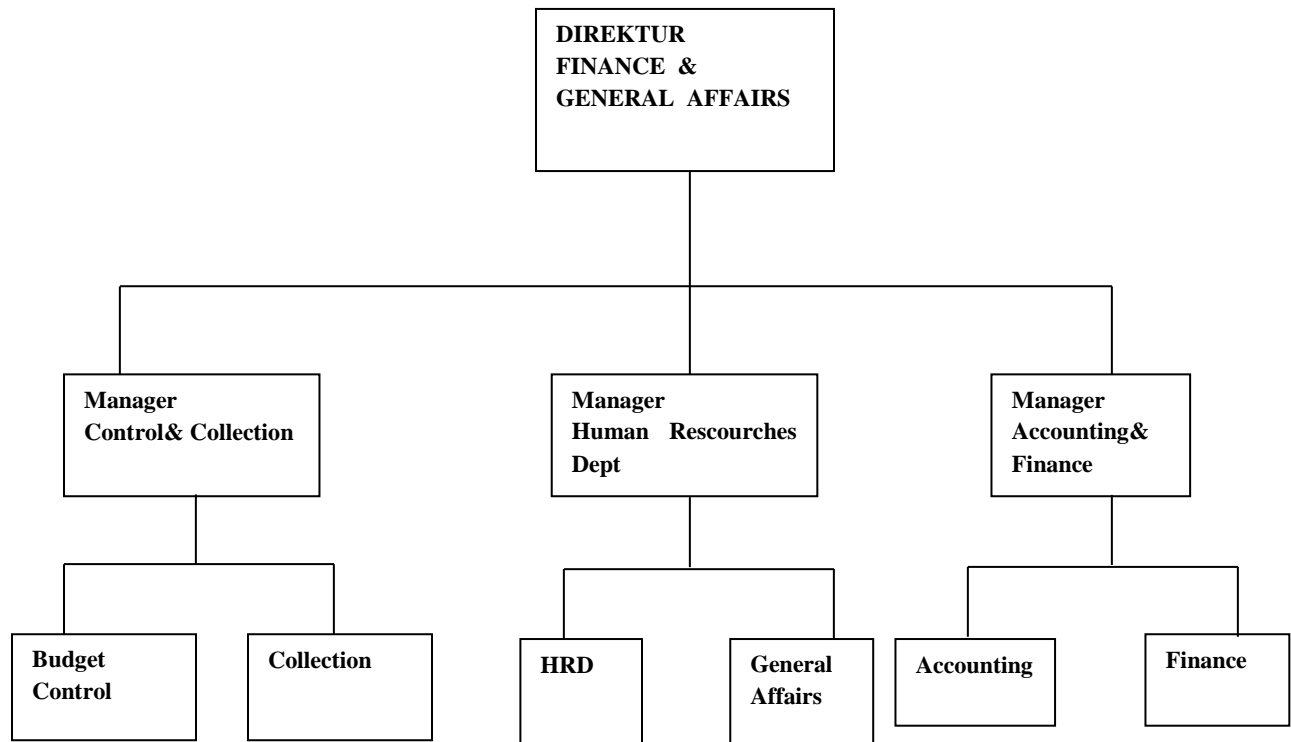 DIREKTUR
FINANCE &
GENERAL AFFAIRS
Manager
Control& Collection
Manager
Human Rescourches
Dept
Manager
Accounting&
Finance
Budget
Control
Collection
HRD
General
Affairs
Accounting
Finance